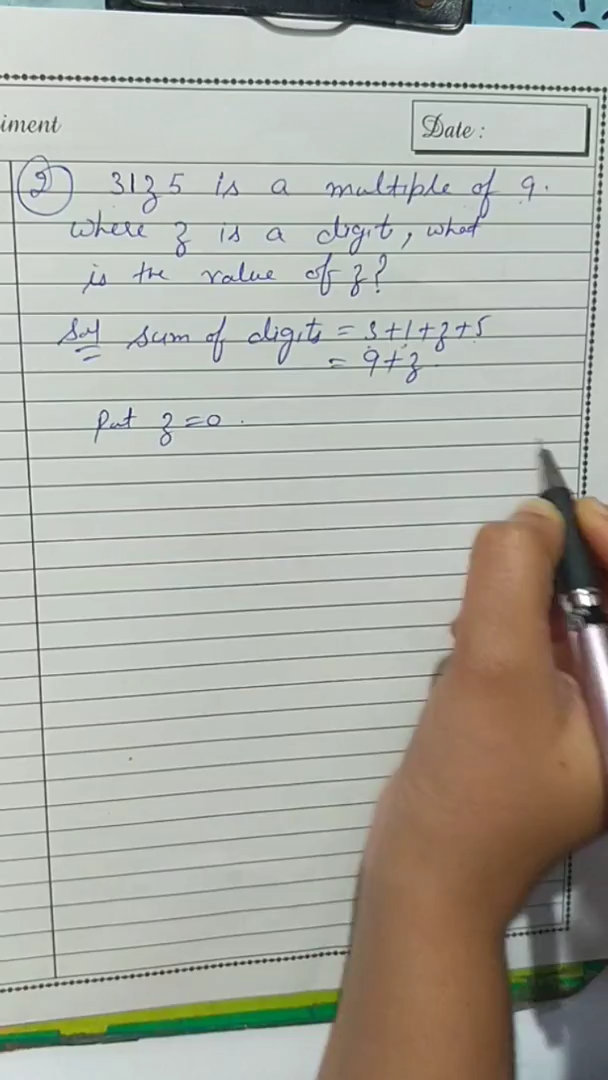 iment
Date :
2 31z5 is a multiple of 9.
where z is a digit, what
is the value of z?
Sol sum of digits = 3+1+z+5
= 9+z
Put z=0.